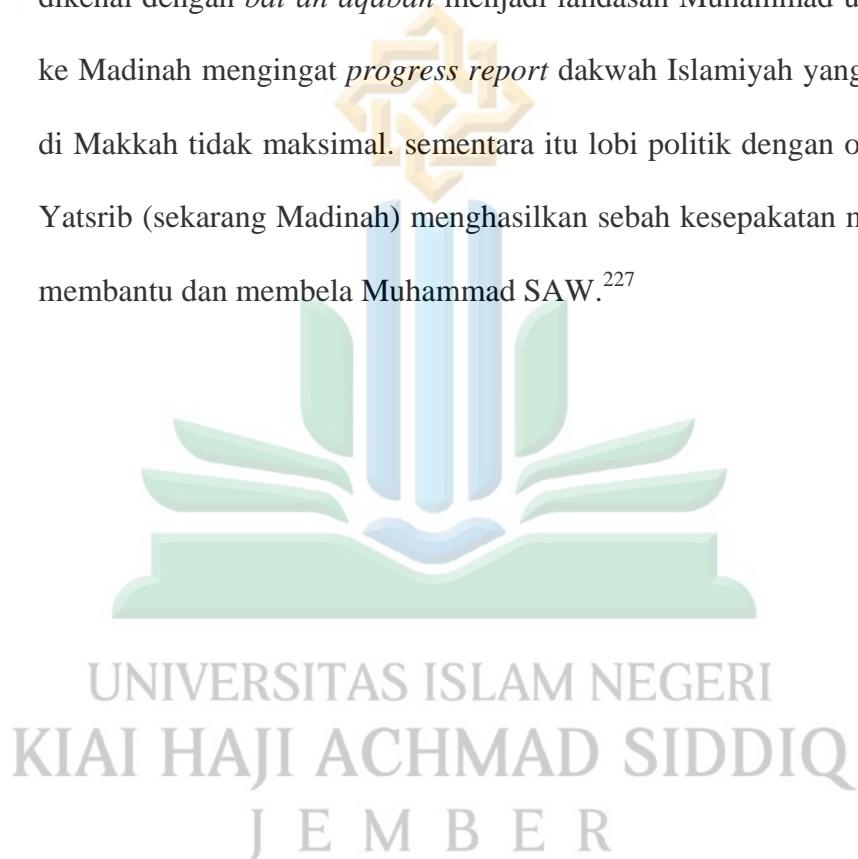 dikenal dengan bai'an aqabah menjadi landasan Muhammad
ke Madinah mengingat progress report dakwah Islamiyah yang
di Makkah tidak maksimal. sementara itu lobi politik dengan
Yatsrib (sekarang Madinah) menghasilkan sebah kesepakatan
membantu dan membela Muhammad SAW.227
UNIVERSITAS ISLAM NEGERI
KIAI HAJI ACHMAD SIDDIQ
JEMBER